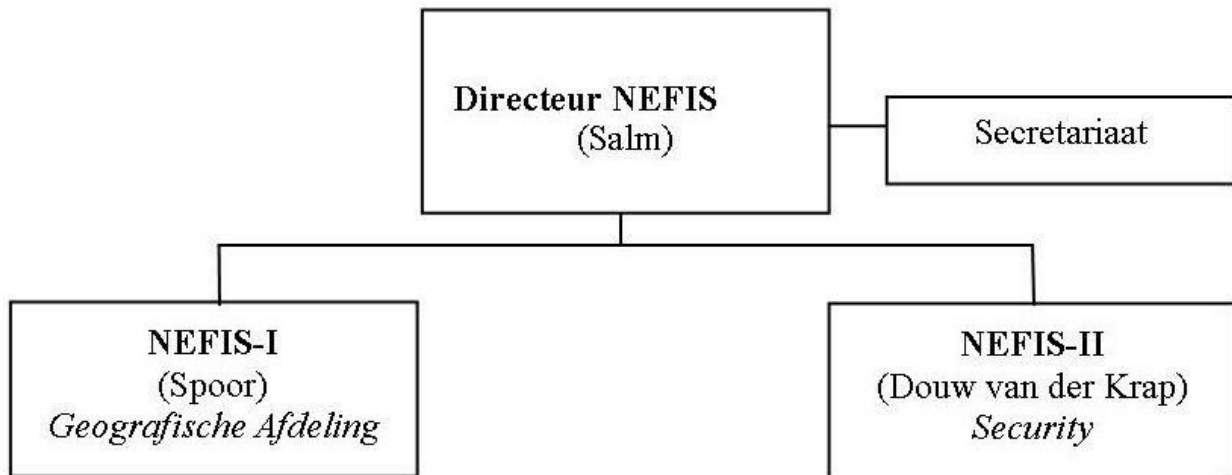 Directeur NEFIS
(Salm)
Secretariaat
NEFIS-I
(Spoor)
Geografische Afdeling
NEFIS-II
(Douw van der Krap)
Security